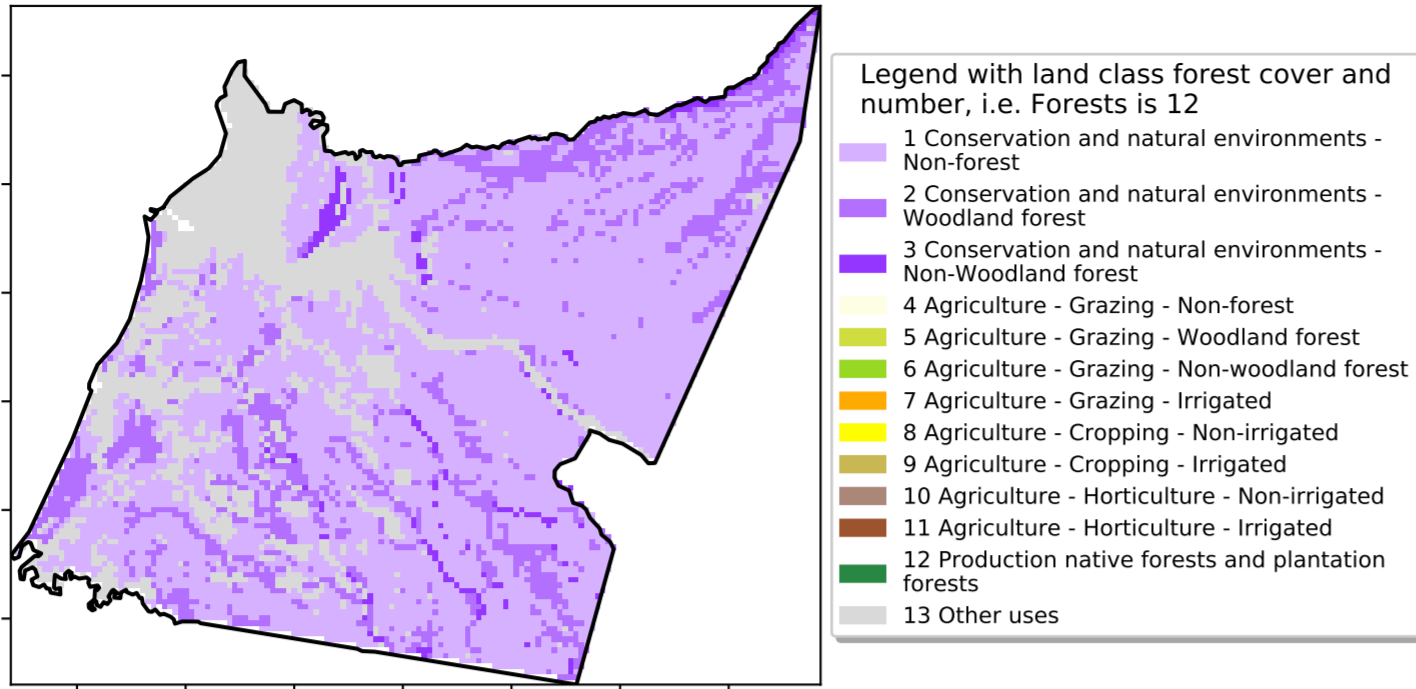 Legend with land class forest cover and
number, i.e. Forests is 12
1 Conservation and natural environments -
Non-forest
2 Conservation and natural environments -
Woodland forest
3 Conservation and natural environments -
Non-Woodland forest
4 Agriculture - Grazing - Non-forest
5 Agriculture - Grazing - Woodland forest
6 Agriculture - Grazing - Non-woodland forest
7 Agriculture - Grazing - Irrigated
8 Agriculture - Cropping - Non-irrigated
9 Agriculture - Cropping - Irrigated
10 Agriculture - Horticulture - Non-irrigated
11 Agriculture - Horticulture - Irrigated
12 Production native forests and plantation
forests
13 Other uses